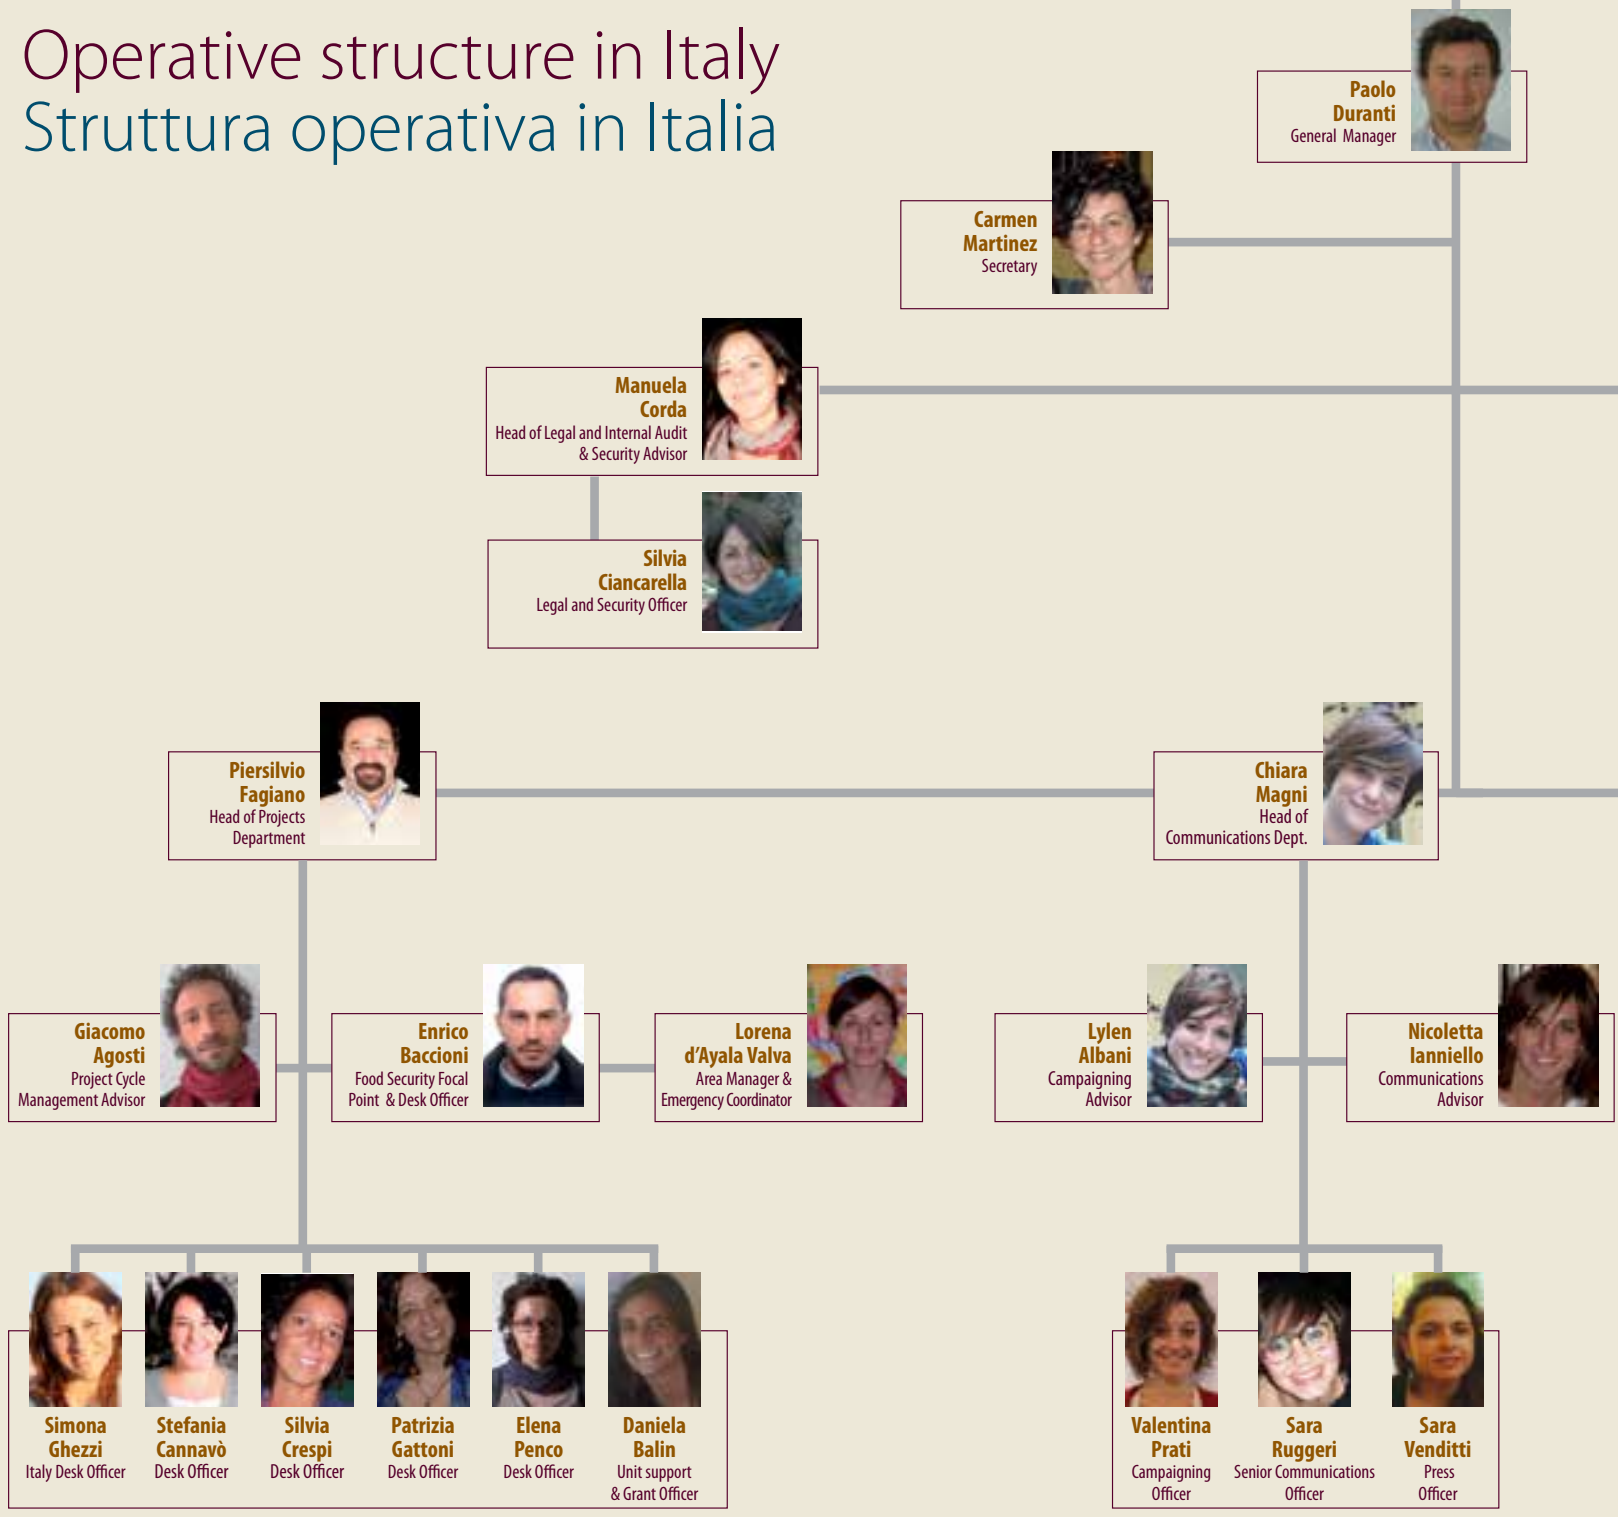 Operative structure in Italy
Struttura operativa in Italia
Paolo
Duranti
General Manager
Carmen
Martinez
Secretary
Manuela
Corda
Head of Legal and Internal Audit
& Security Advisor
Silvia
Ciancarella
Legal and Security Officer
Piersilvio
Fagiano
Head of Projects
Department
Chiara
Magni
Head of
Communications Dept.
Giacomo
Agosti
Project Cycle
Management Advisor
Enrico
Baccioni
Food Security Focal
Point & Desk Officer
Lorena
d'Ayala Valva
Area Manager &
Emergency Coordinator
Lylen
Albani
Campaigning
Advisor
Nicoletta
Ianniello
Communications
Advisor
Simona
Ghezzi
Italy Desk Officer
Stefania
Cannavò
Desk Officer
Silvia
Crespi
Desk Officer
Patrizia
Gattoni
Desk Officer
Elena
Penco
Desk Officer
Daniela
Balin
Unit support
& Grant Officer
Valentina
Prati
Campaigning
Officer
Sara
Ruggeri
Senior Communications
Officer
Sara
Venditti
Press
Officer